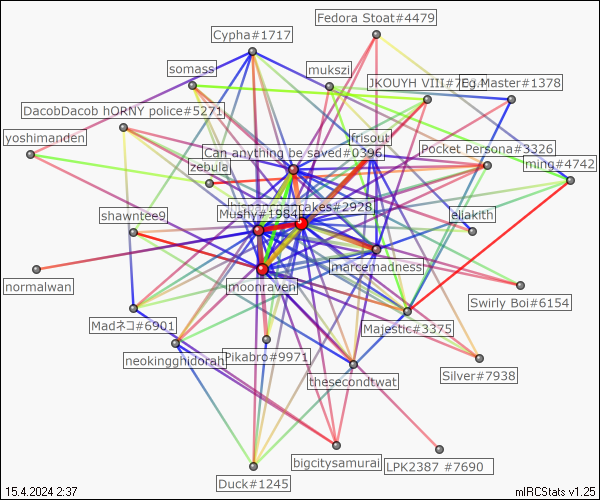 Fedora Stoat#4479
Cypha#1717
somass
mukszi
JKOUYH VIII#7
Eg.Master#1378
DacobDacob hORNY police#5271
yoshimanden
lfrisout
Can anything be saved#0396
Pocket Persona#3326
ming#4742
zebula
cakes#2928
Mushy#1984
shawntee9
eliakith
marcemadness
normalwan
moonraven
Swirly Boi#6154
Madネコ#6901
Majestic#3375
neokingghidorah
Pikabro#9971
thesecondtwat
Silver#7938
bigcitysamurai
LPK2387 #7690
Duck#1245
15.4.2024 2:37
mIRCStats v1.25